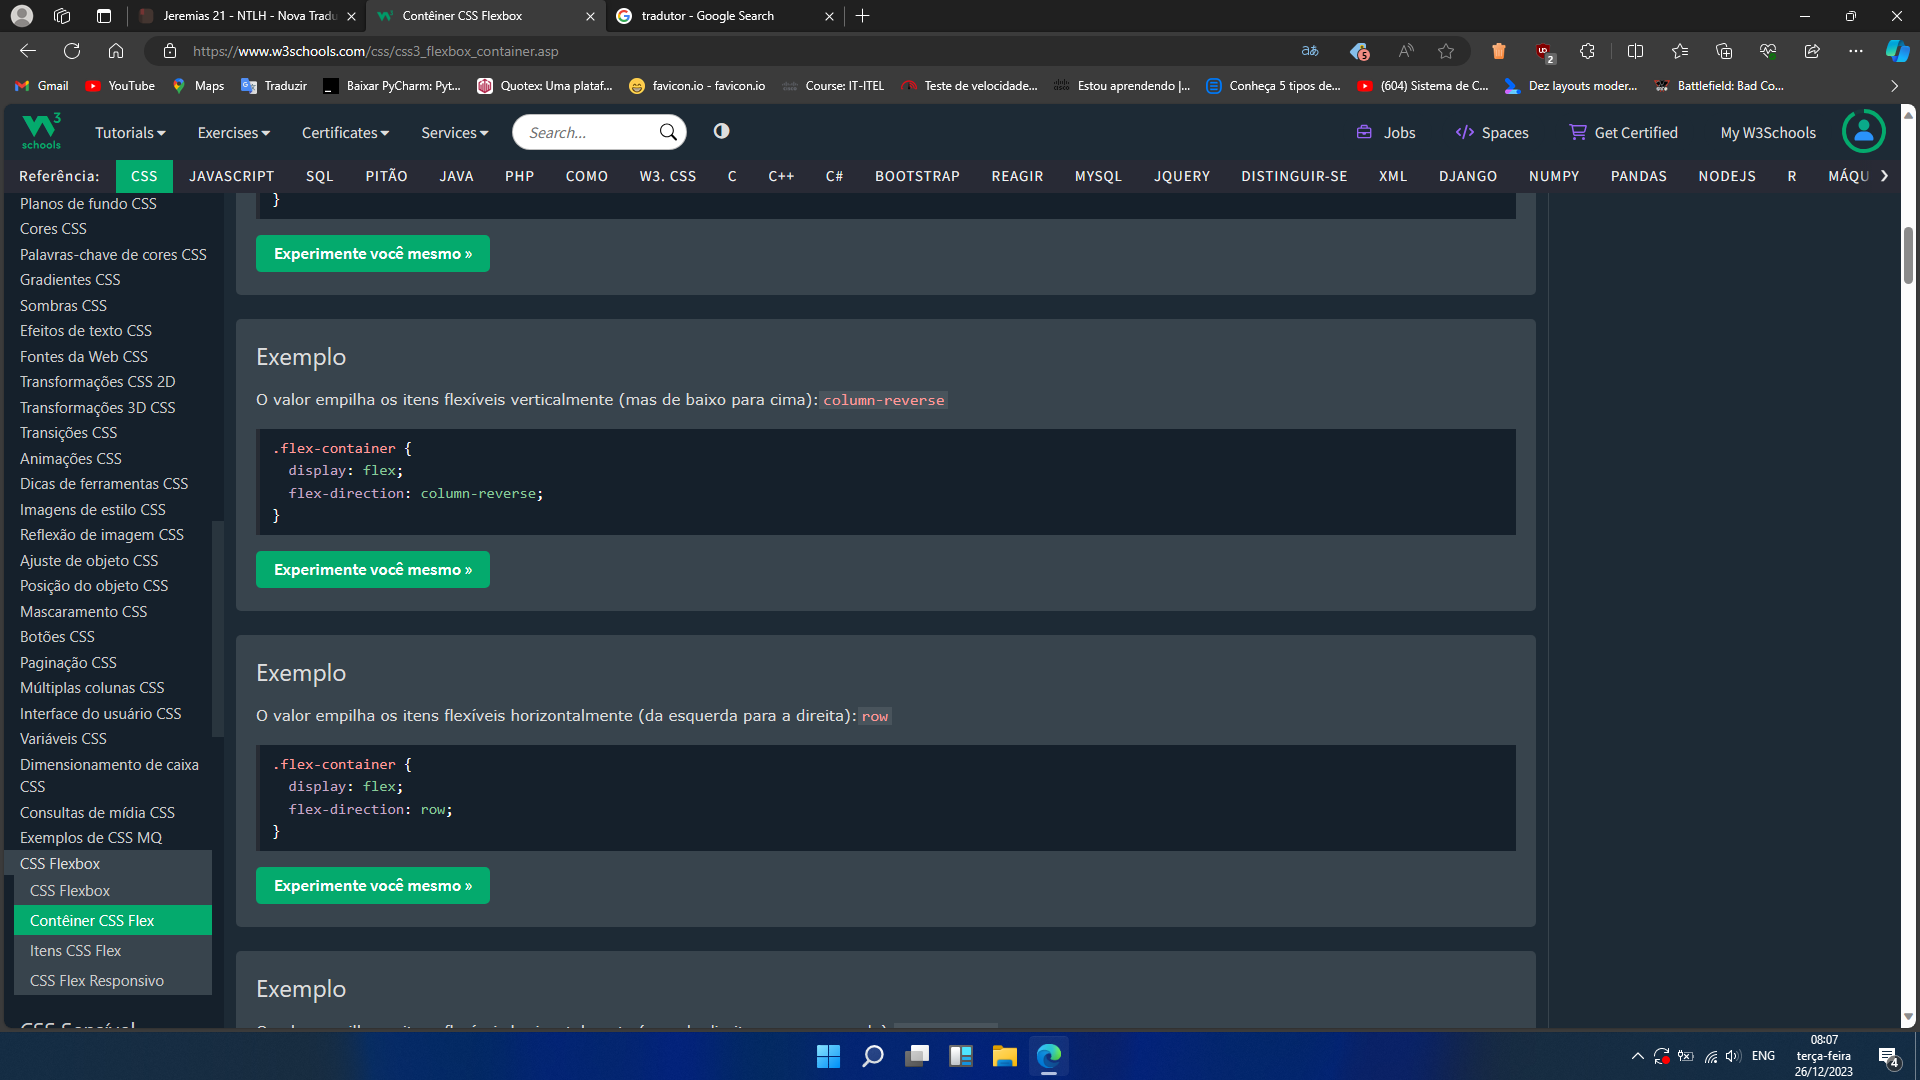 Jeremias 21 - NTLH - Nova Tradu
Contêiner CSS Flexbox
tradutor - Google Search
https://www.w3schools.com/css/css3_flexbox_container.asp
Gmail YouTube Maps Traduzir Baixar PyCharm: Pyt... Quotex: Uma plataf... favicon.io - favicon.io Course: IT-ITEL Teste de velocidade... Estou aprendendo |... Conheça 5 tipos de... (604) Sistema de C... Dez layouts moder... Battlefield: Bad Co...
Tutorials Exercises Certificates Services Search... Jobs Spaces Get Certified My W3Schools
Referência: CSS JAVASCRIPT SQL PITÃO JAVA PHP COMO W3. CSS C C++ C# BOOTSTRAP REAGIR MYSQL JQUERY DISTINGUIR-SE XML DJANGO NUMPY PANDAS NODEJS R MÁQU
Planos de fundo CSS
Cores CSS
Palavras-chave de cores CSS
Gradientes CSS
Sombras CSS
Efeitos de texto CSS
Fontes da Web CSS
Transformações CSS 2D
Transformações 3D CSS
Transições CSS
Animações CSS
Dicas de ferramentas CSS
Imagens de estilo CSS
Reflexão de imagem CSS
Ajuste de objeto CSS
Posição do objeto CSS
Mascaramento CSS
Botões CSS
Paginação CSS
Múltiplas colunas CSS
Interface do usuário CSS
Variáveis CSS
Dimensionamento de caixa
CSS
Consultas de mídia CSS
Exemplos de CSS MQ
CSS Flexbox
CSS Flexbox
Contêiner CSS Flex
Itens CSS Flex
CSS Flex Responsivo
}
Experimente você mesmo »
Exemplo
O valor empilha os itens flexíveis verticalmente (mas de baixo para cima): column-reverse
.flex-container {
display: flex;
flex-direction: column-reverse;
}
Experimente você mesmo »
Exemplo
O valor empilha os itens flexíveis horizontalmente (da esquerda para a direita): row
.flex-container {
display: flex;
flex-direction: row;
}
Experimente você mesmo »
Exemplo
ENG
08:07
terça-feira
26/12/2023
4